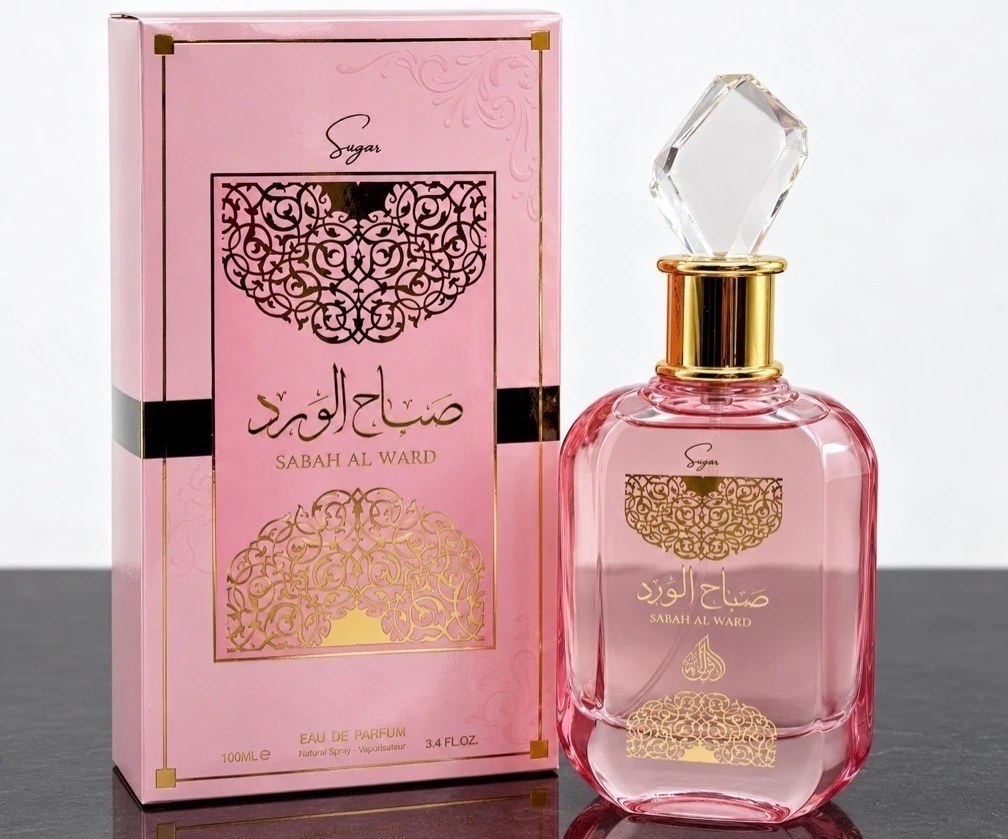 Sugar
صباح الورد
SABAH AL WARD
EAU DE PARFUM
Natural Spray - Vaporisateur
100ML e
3.4 FL.OZ.
Sugar
صباح الورد
SABAH AL WARD